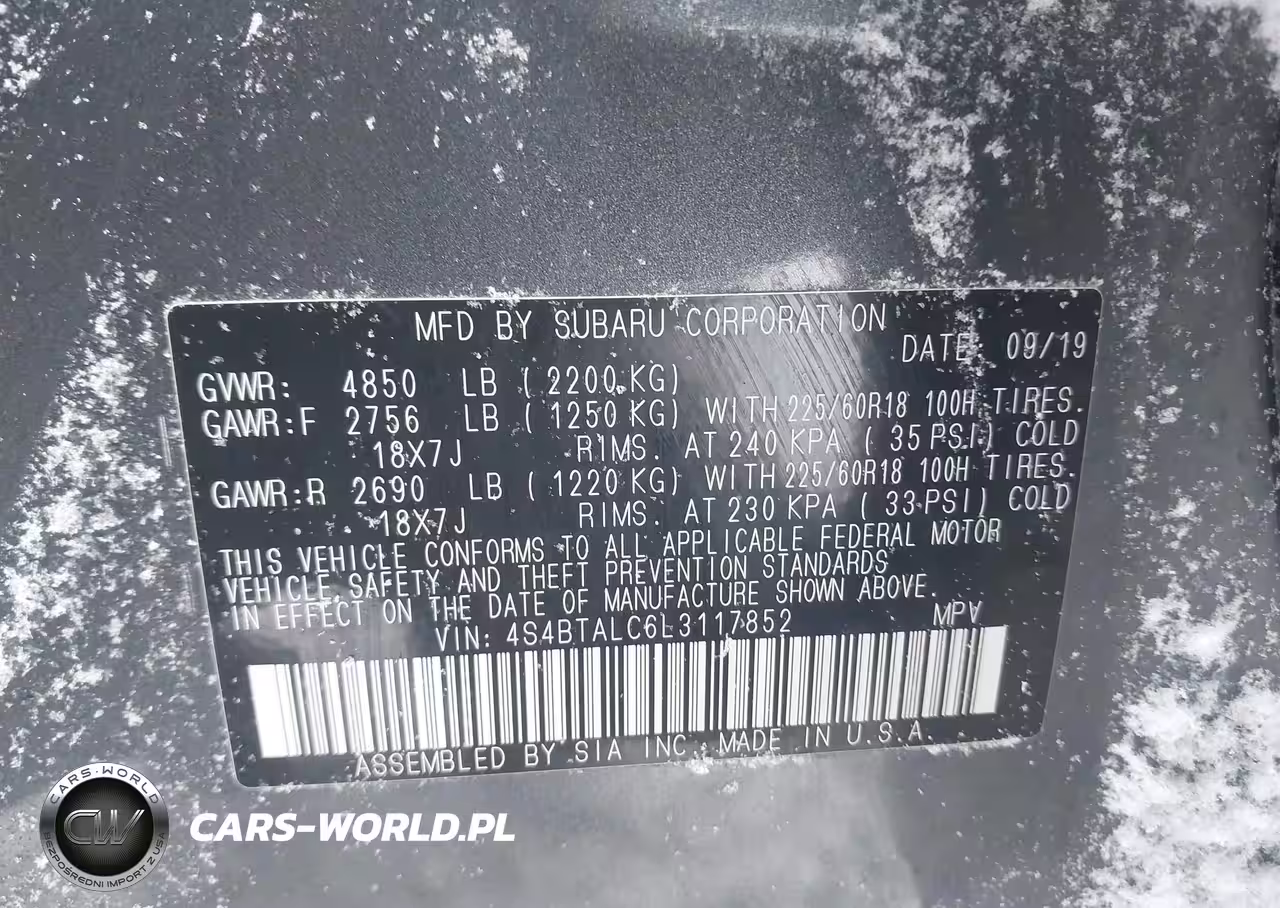 MFD BY SUBARU CORPORATION
DATE: 09/19
GVWR: 4850 LB ( 2200 KG)
GAWR:F 2756 LB ( 1250 KG) WITH 225/60R18 100H TIRES.
18X7J RIMS. AT 240 KPA ( 35 PSI) COLD
GAWR:R 2690 LB ( 1220 KG) WITH 225/60R18 100H TIRES.
18X7J RIMS. AT 230 KPA ( 33 PSI) COLD
THIS VEHICLE CONFORMS TO ALL APPLICABLE FEDERAL MOTOR
VEHICLE SAFETY AND THEFT PREVENTION STANDARDS
IN EFFECT ON THE DATE OF MANUFACTURE SHOWN ABOVE.
VIN: 4S4BTALC6L3117852 MPV
ASSEMBLED BY SIA INC. MADE IN U.S.A.
CARS-WORLD
CW
BEZPOŚREDNI IMPORT Z USA
CARS-WORLD.PL